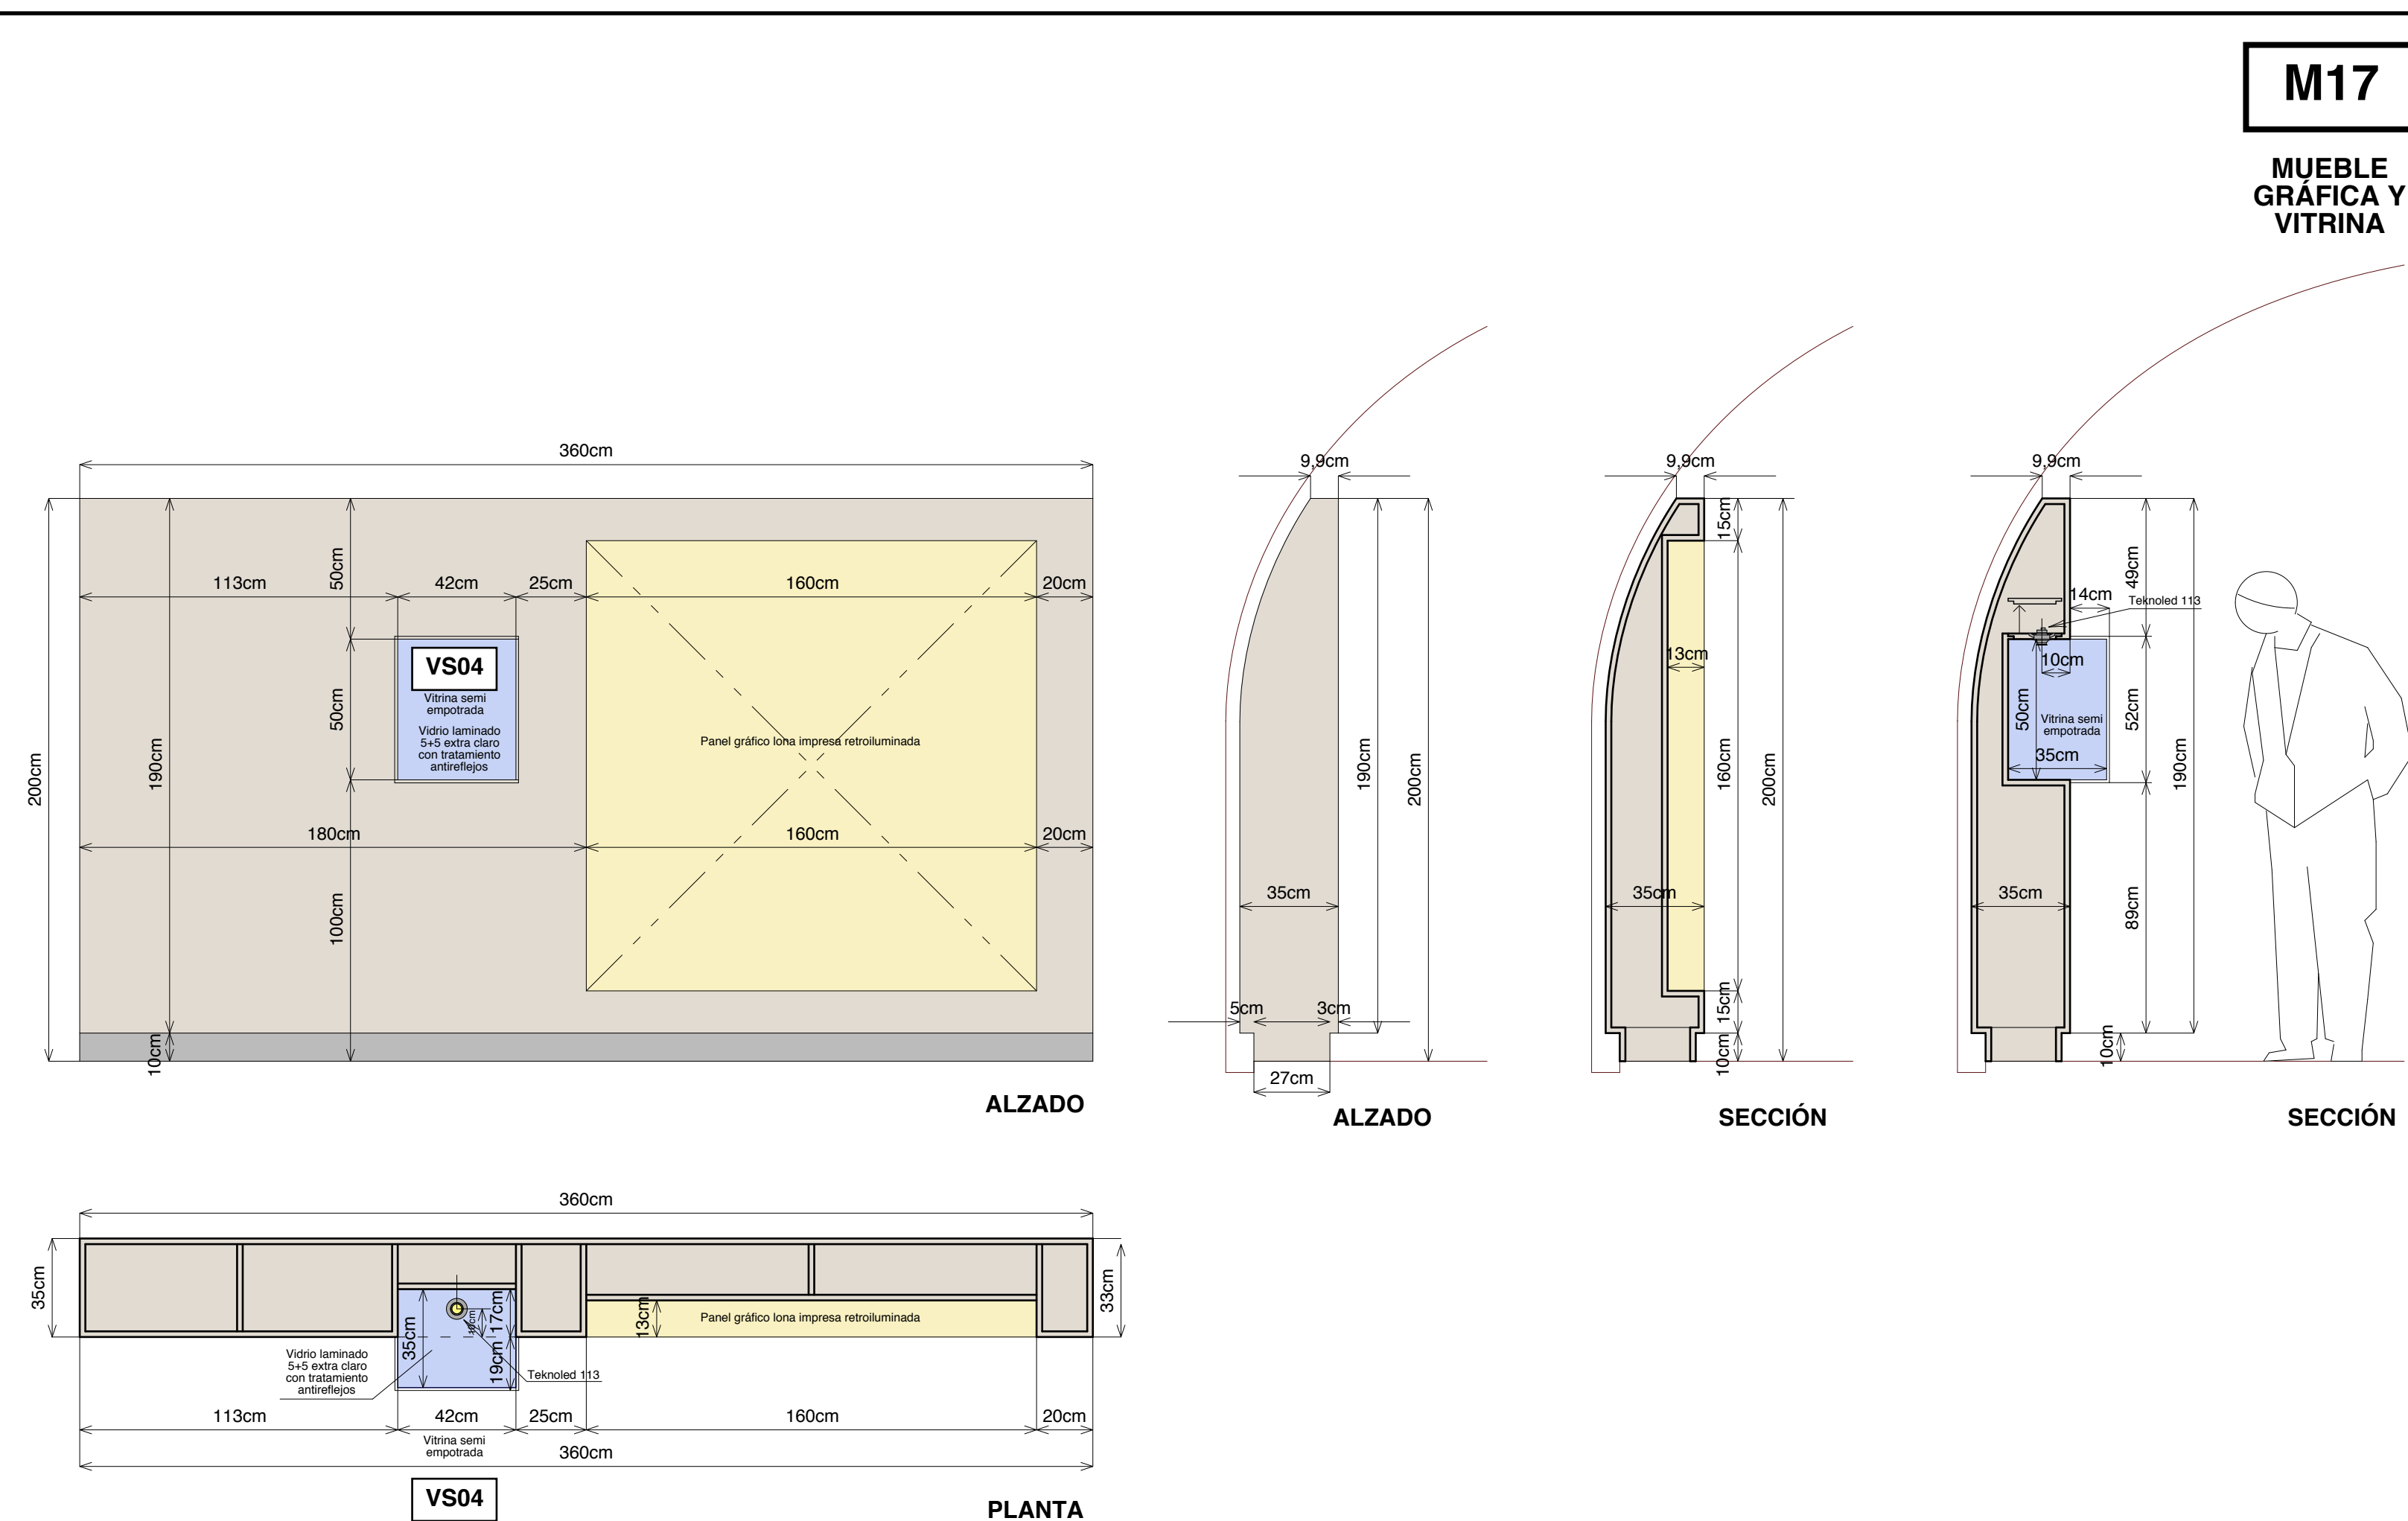 M17
MUEBLE
GRÁFICA Y
VITRINA
360cm
200cm
190cm
10cm
50cm
50cm
100cm
113cm
42cm
25cm
160cm
20cm
VS04
Vitrina semi
empotrada
Vidrio laminado
5+5 extra claro
con tratamiento
antireflejos
Panel gráfico lona impresa retroiluminada
180cm
160cm
20cm
ALZADO
9,9cm
190cm
200cm
35cm
5cm
3cm
27cm
ALZADO
9,9cm
15cm
13cm
160cm
200cm
35cm
15cm
10cm
SECCIÓN
9,9cm
49cm
14cm
Teknoled 113
10cm
50cm
Vitrina semi
empotrada
35cm
52cm
190cm
35cm
89cm
10cm
SECCIÓN
360cm
35cm
33cm
35cm
10cm
17cm
19cm
13cm
Panel gráfico lona impresa retroiluminada
Vidrio laminado
5+5 extra claro
con tratamiento
antireflejos
Teknoled 113
113cm
42cm
25cm
160cm
20cm
Vitrina semi
empotrada
360cm
VS04
PLANTA